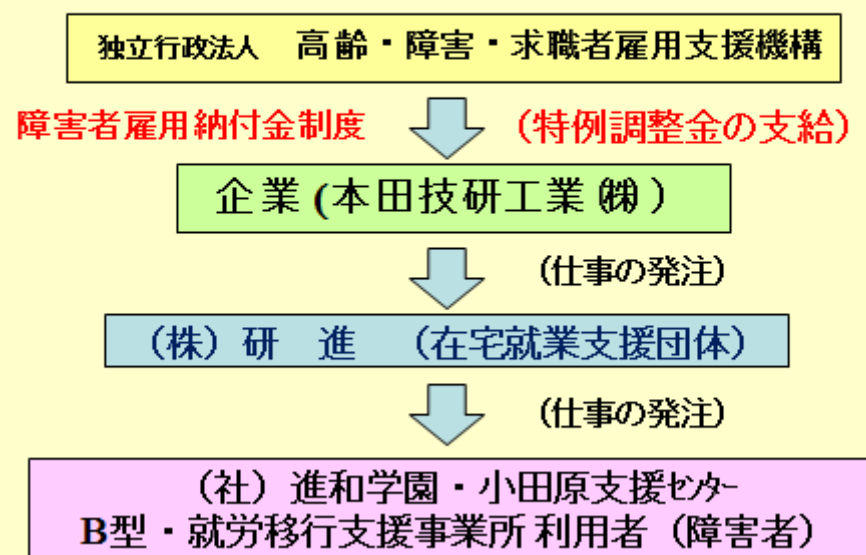 独立行政法人　高齢・障害・求職者雇用支援機構
障害者雇用納付金制度　（特例調整金の支給）
企業（本田技研工業㈱）
（仕事の発注）
（株）研　進　（在宅就業支援団体）
（仕事の発注）
（社）進和学園・小田原支援ｾﾝﾀｰ
B型・就労移行支援事業所 利用者（障害者）